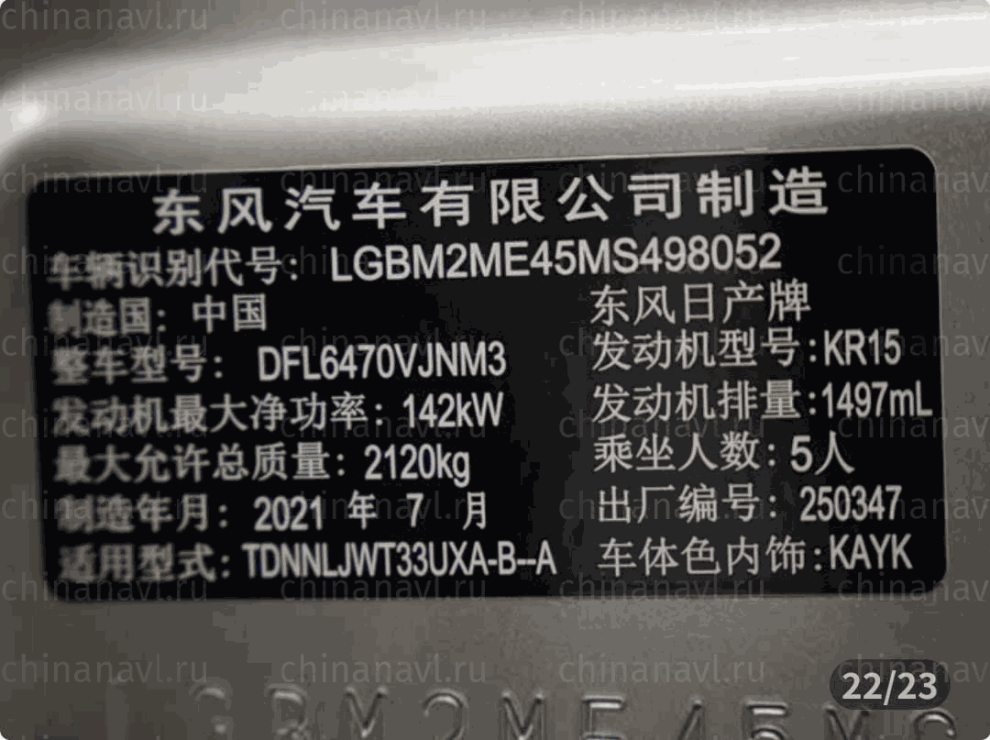 东风汽车有限公司制造
车辆识别代号：LGBM2ME45MS498052
制造国：中国
东风日产牌
整车型号：DFL6470VJNM3
发动机型号：KR15
发动机最大净功率：142kW
发动机排量：1497mL
最大允许总质量：2120kg
乘坐人数：5人
制造年月：2021 年 7 月
出厂编号：250347
适用型式：TDNNLJWT33UXA-B--A
车体色内饰：KAYK
22/23
GBM2ME45M
chinanavl.ru